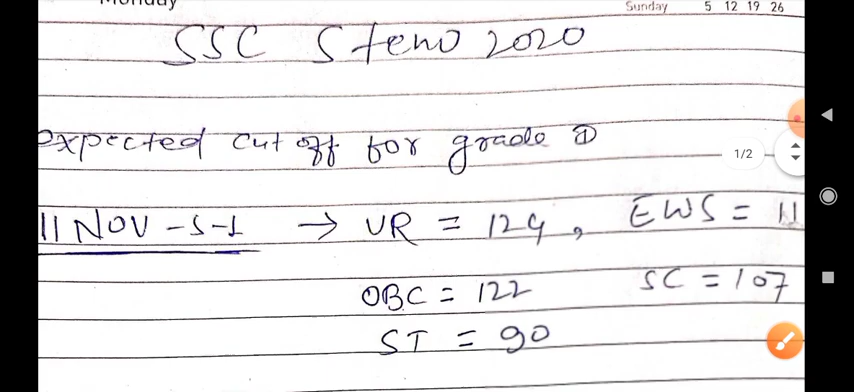 Sunday 5 12 19 26
SSC Steno 2020
expected cut off for grade D
1/2
11 NOV - S-1 → UR = 124, EWS = 11
OBC = 122 SC = 107
ST = 90